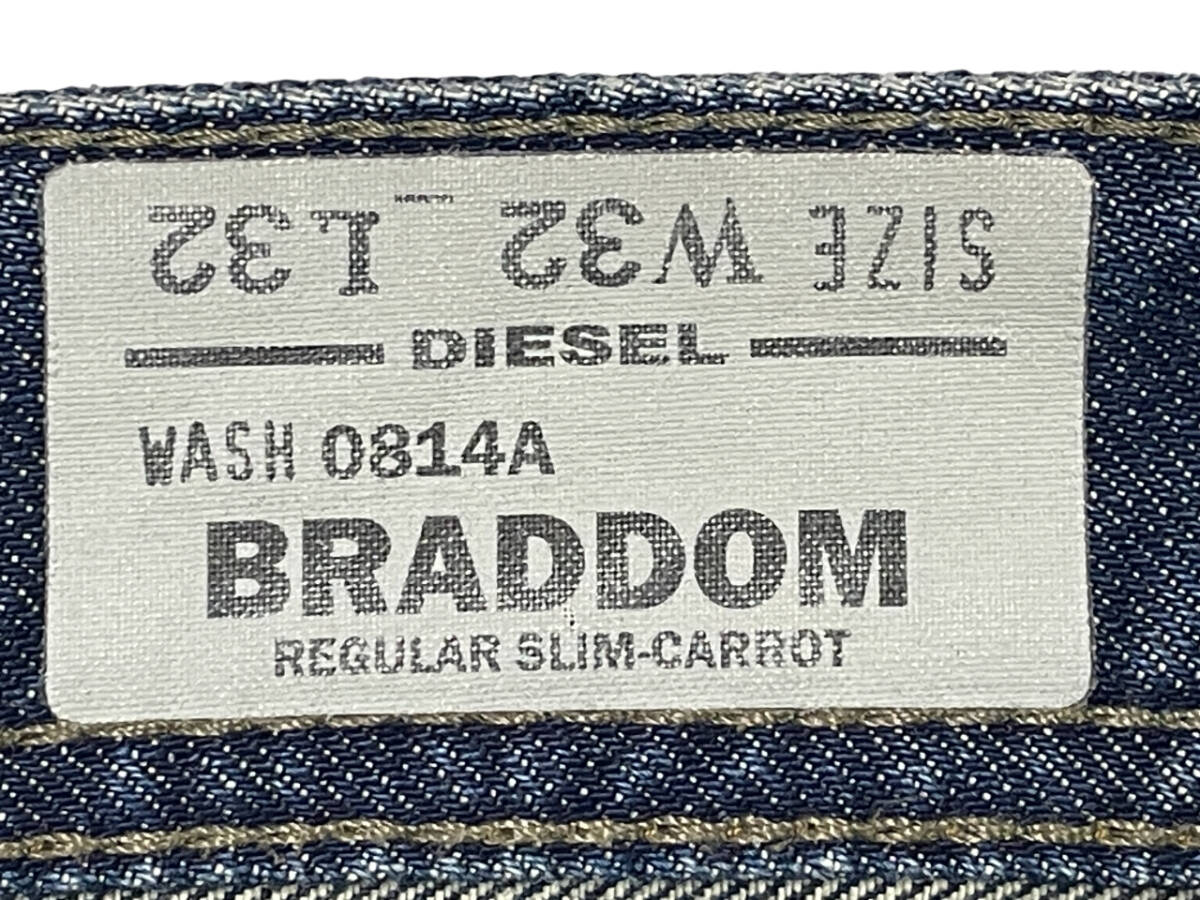 SIZE W32 L32
DIESEL
WASH 0814A
BRADDOM
REGULAR SLIM-CARROT